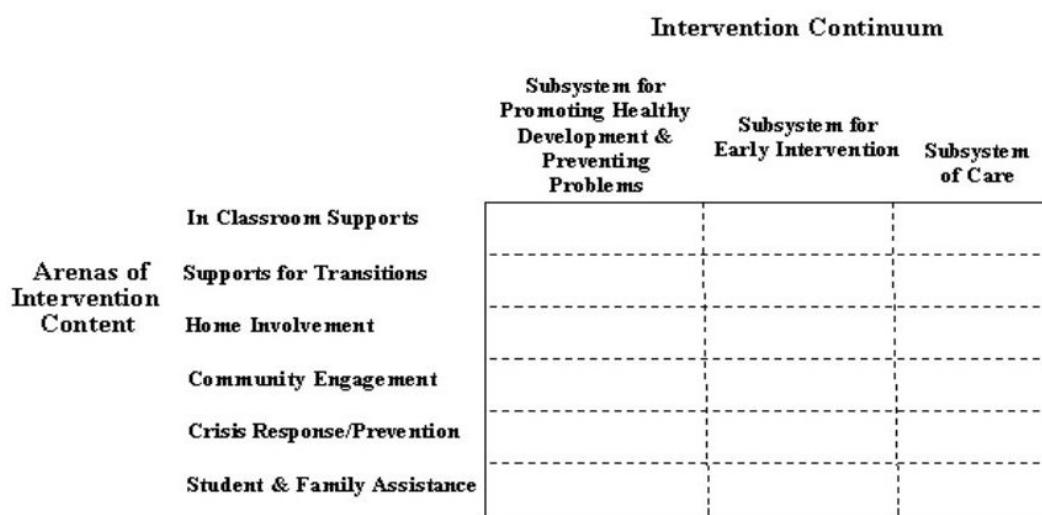 Intervention Continuum
Subsystem for
Promoting Healthy
Development &
Preventing
Problems
Subsystem for
Early Intervention
Subsystem
of Care
Arenas of
Intervention
Content
In Classroom Supports
Supports for Transitions
Home Involvement
Community Engagement
Crisis Response/Prevention
Student & Family Assistance